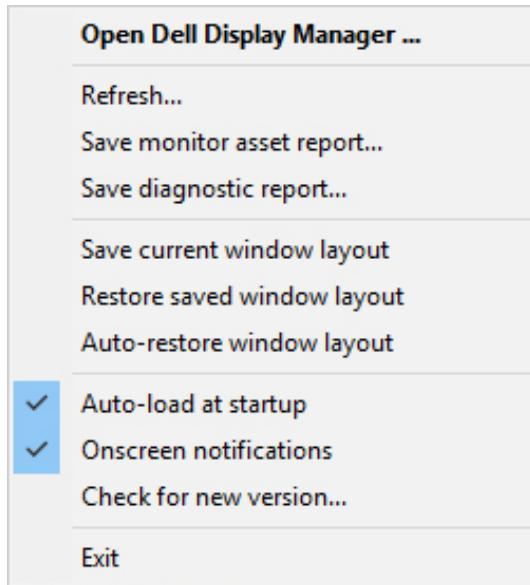 Open Dell Display Manager ...
Refresh...
Save monitor asset report...
Save diagnostic report...
Save current window layout
Restore saved window layout
Auto-restore window layout
Auto-load at startup
Onscreen notifications
Check for new version...
Exit